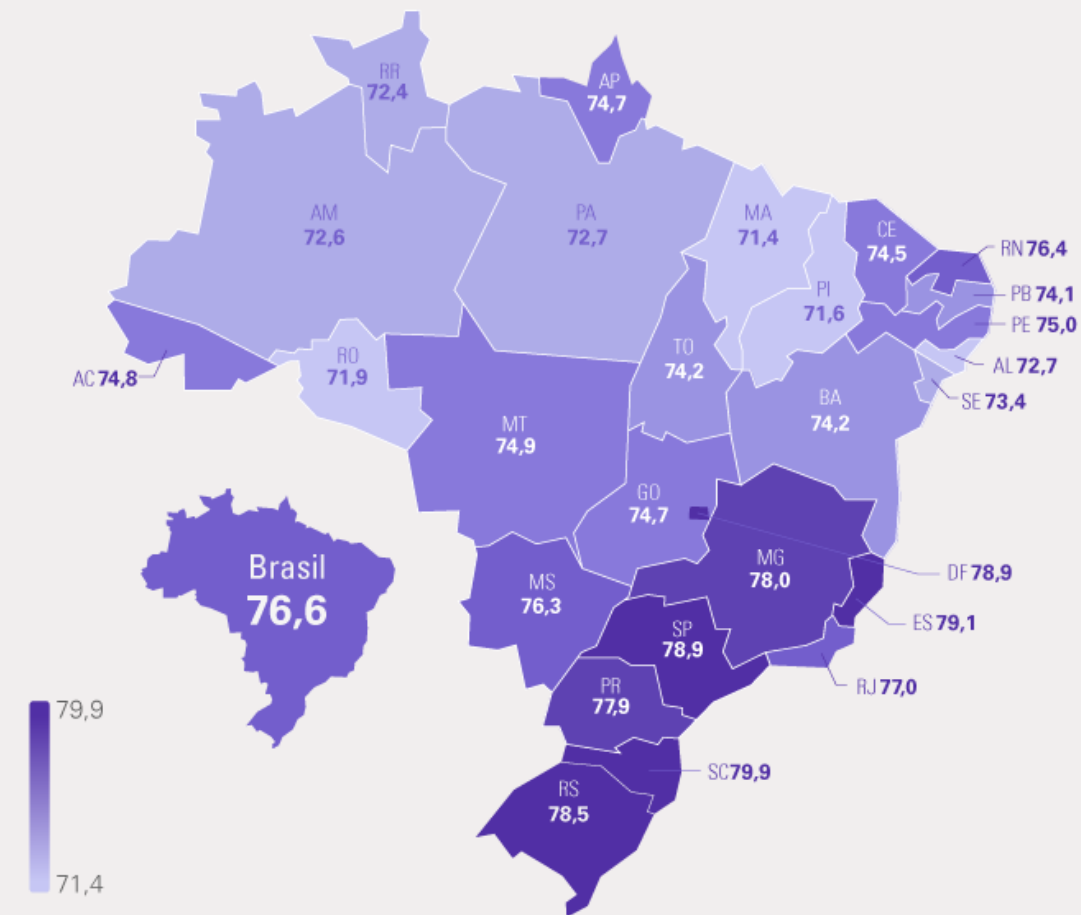 RR
72,4
AP
74,7
AM
72,6
PA
72,7
MA
71,4
CE
74,5
RN 76,4
PI
71,6
PB 74,1
PE 75,0
TO
74,2
RO
71,9
AC 74,8
AL 72,7
SE 73,4
BA
74,2
MT
74,9
GO
74,7
Brasil
76,6
MG
78,0
DF 78,9
MS
76,3
ES 79,1
SP
78,9
RJ 77,0
PR
77,9
79,9
SC 79,9
RS
78,5
71,4